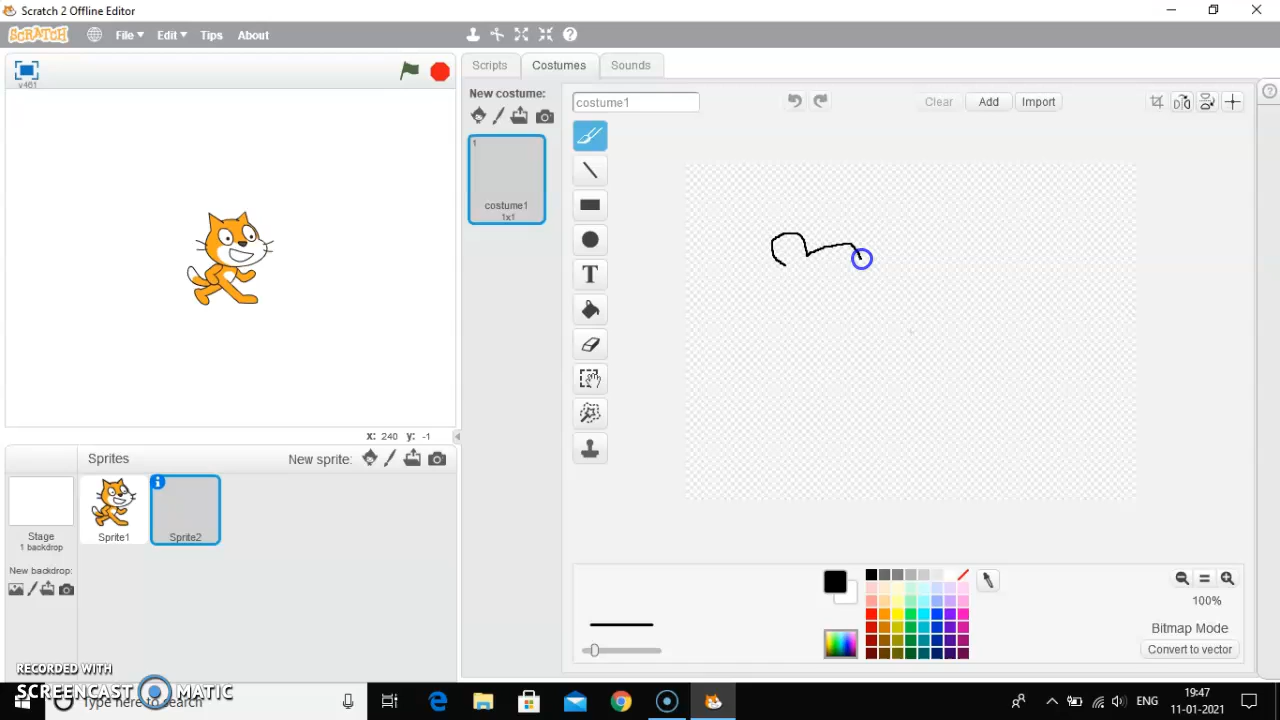 Scratch 2 Offline Editor
SCRATCH File Edit Tips About
v461
Scripts Costumes Sounds
New costume:
costume1
Clear Add Import
1
costume1
1x1
T
x: 240 y: -1
Sprites New sprite:
Stage
1 backdrop
New backdrop:
Sprite1
Sprite2
100%
Bitmap Mode
Convert to vector
RECORDED WITH
SCREENCAST MATIC
Type here to search
ENG
19:47
11-01-2021